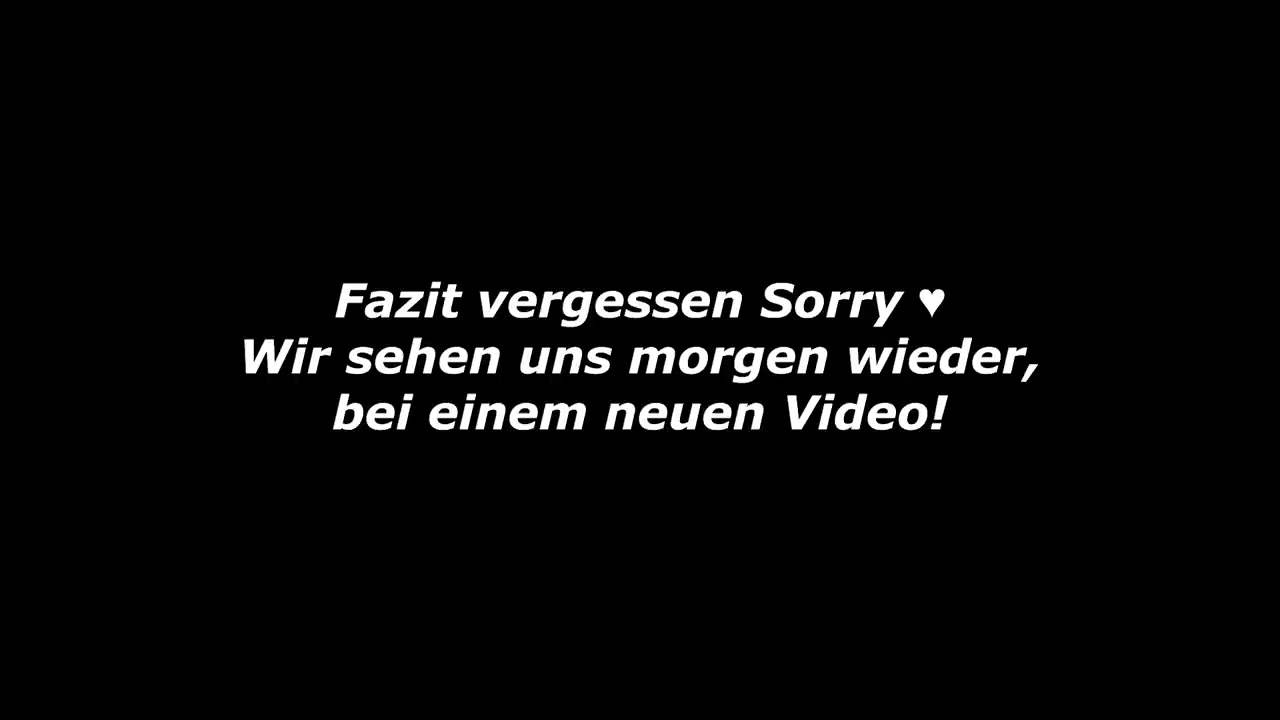 Fazit vergessen Sorry ♥
Wir sehen uns morgen wieder,
bei einem neuen Video!